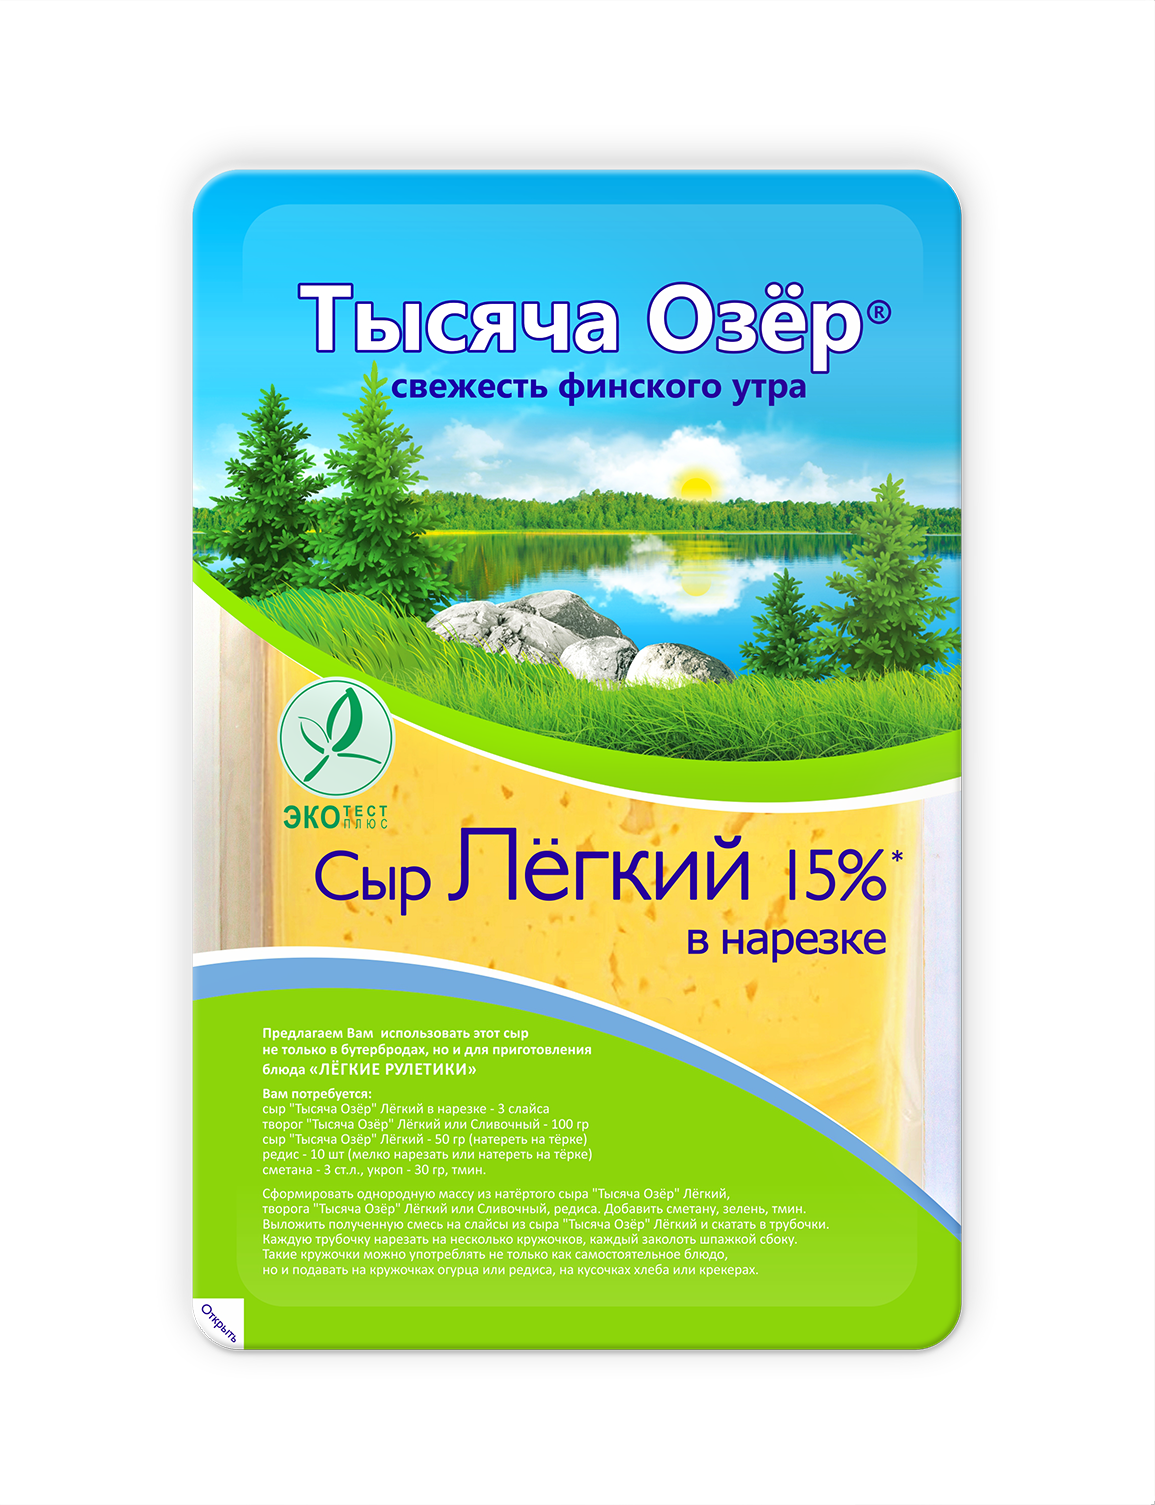 Тысяча Озёр®
свежесть финского утра
ЭКО ТЕСТ
ПЛЮС
Сыр Лёгкий 15%*
в нарезке
Предлагаем Вам использовать этот сыр
не только в бутербродах, но и для приготовления
блюда «ЛЁГКИЕ РУЛЕТИКИ»
Вам потребуется:
сыр "Тысяча Озёр" Лёгкий в нарезке - 3 слайса
творог "Тысяча Озёр" Лёгкий или Сливочный - 100 гр
сыр "Тысяча Озёр" Лёгкий - 50 гр (натереть на тёрке)
редис - 10 шт (мелко нарезать или натереть на тёрке)
сметана - 3 ст.л., укроп - 30 гр, тмин.
Сформировать однородную массу из натёртого сыра "Тысяча Озёр" Лёгкий,
творога "Тысяча Озёр" Лёгкий или Сливочный, редиса. Добавить сметану, зелень, тмин.
Выложить полученную смесь на слайсы из сыра "Тысяча Озёр" Лёгкий и скатать в трубочки.
Каждую трубочку нарезать на несколько кружочков, каждый заколоть шпажкой сбоку.
Такие кружочки можно употреблять не только как самостоятельное блюдо,
но и подавать на кружочках огурца или редиса, на кусочках хлеба или крекерах.
Открыть